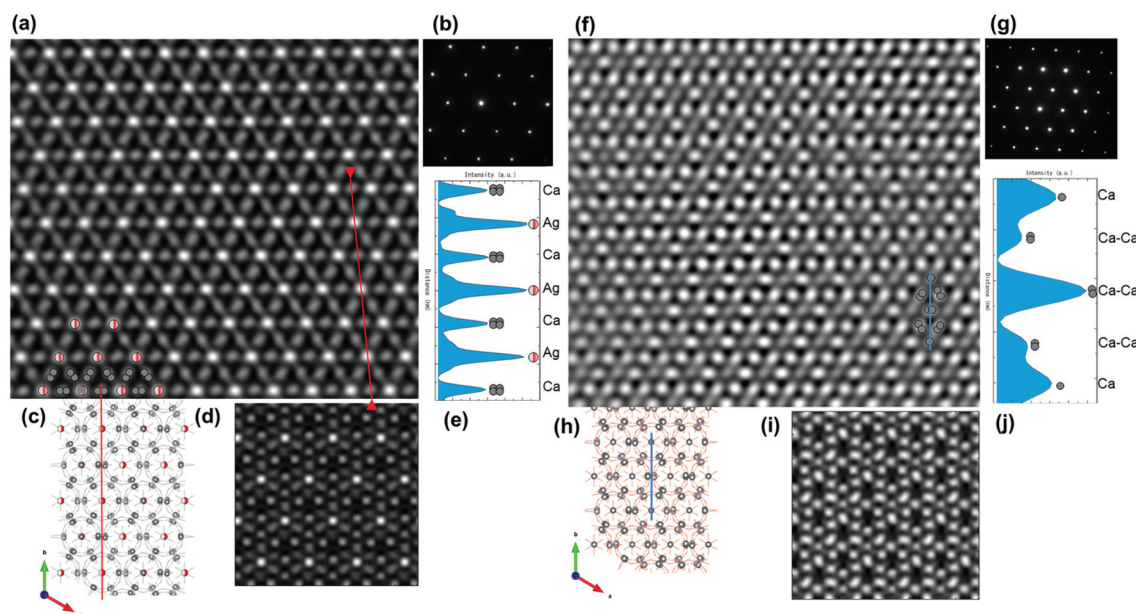 (a)
(b)
(f)
(g)
Intensity (a.u.)
Ca
Ag
Ca
Ag
Ca
Ag
Ca
Distance (nm)
Intensity (a.u.)
Ca
Ca-Ca
Ca-Ca
Ca-Ca
Ca
Distance (nm)
(c)
(d)
(e)
(h)
(i)
(j)
b
b
a